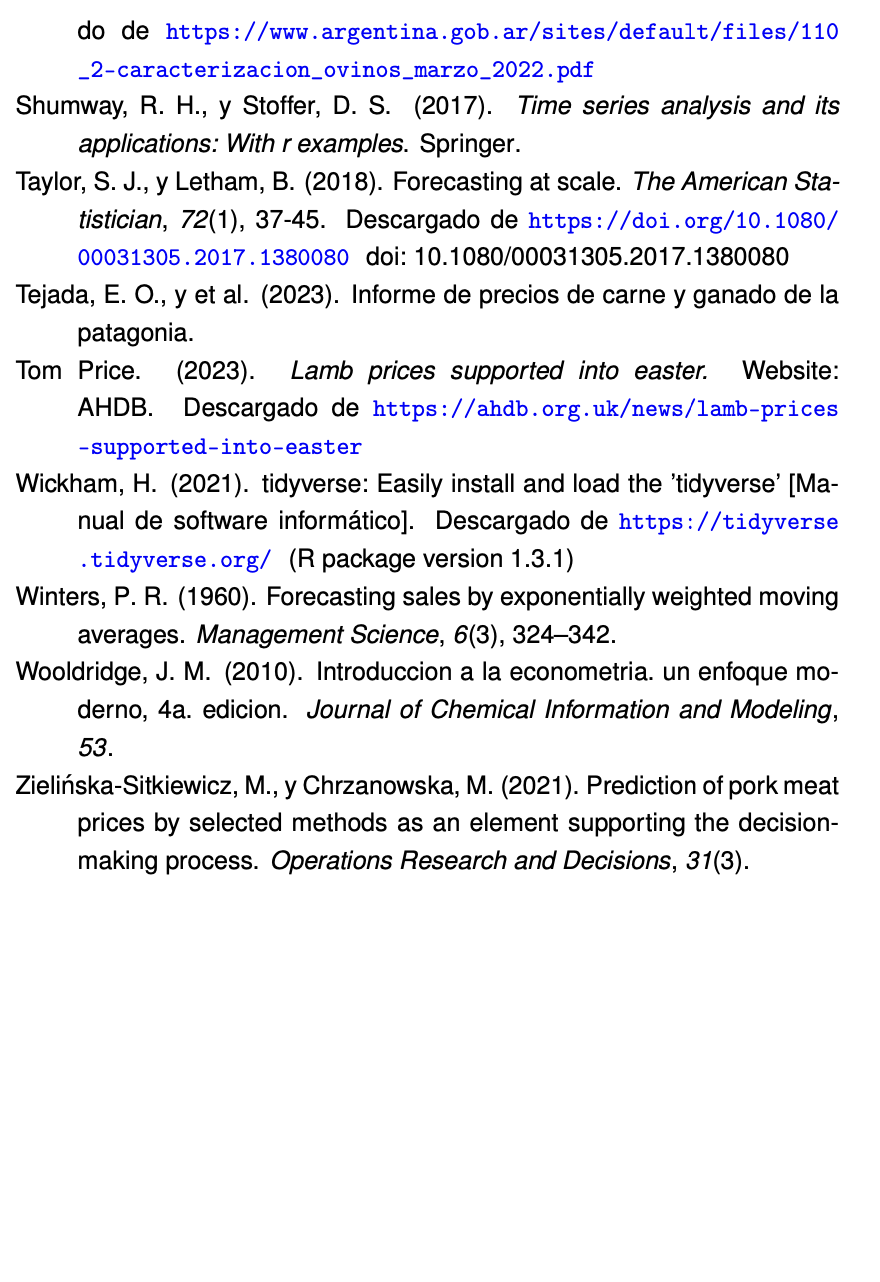 do de https://www.argentina.gob.ar/sites/default/files/110
_2-caracterizacion_ovinos_marzo_2022.pdf
Shumway, R. H., y Stoffer, D. S. (2017). Time series analysis and its
applications: With r examples. Springer.
Taylor, S. J., y Letham, B. (2018). Forecasting at scale. The American Sta-
tistician, 72(1), 37-45. Descargado de https://doi.org/10.1080/
00031305.2017.1380080 doi: 10.1080/00031305.2017.1380080
Tejada, E. O., y et al. (2023). Informe de precios de carne y ganado de la
patagonia.
Tom Price. (2023). Lamb prices supported into easter. Website:
AHDB. Descargado de https://ahdb.org.uk/news/lamb-prices
-supported-into-easter
Wickham, H. (2021). tidyverse: Easily install and load the ’tidyverse’ [Ma-
nual de software informático]. Descargado de https://tidyverse
.tidyverse.org/ (R package version 1.3.1)
Winters, P. R. (1960). Forecasting sales by exponentially weighted moving
averages. Management Science, 6(3), 324–342.
Wooldridge, J. M. (2010). Introduccion a la econometria. un enfoque mo-
derno, 4a. edicion. Journal of Chemical Information and Modeling,
53.
Zielińska-Sitkiewicz, M., y Chrzanowska, M. (2021). Prediction of pork meat
prices by selected methods as an element supporting the decision-
making process. Operations Research and Decisions, 31(3).